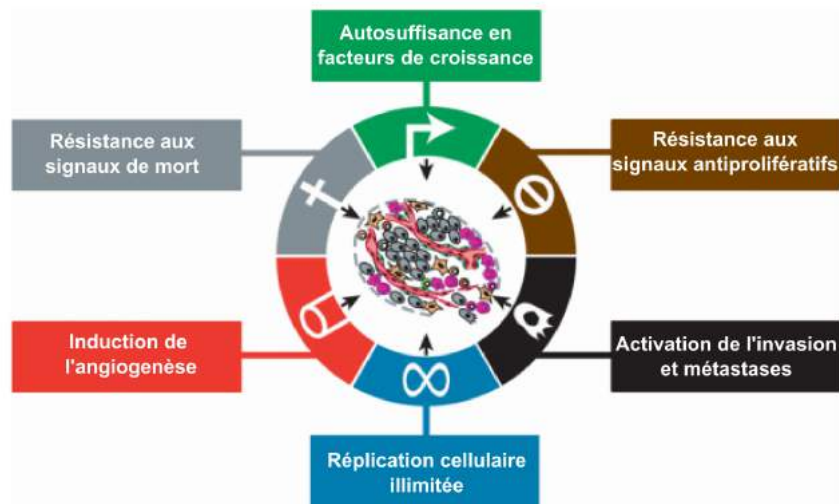 Autosuffisance en
facteurs de croissance
Résistance aux
signaux de mort
Résistance aux
signaux antiprolifératifs
Induction de
l'angiogenèse
Activation de l'invasion
et métastases
Réplication cellulaire
illimitée